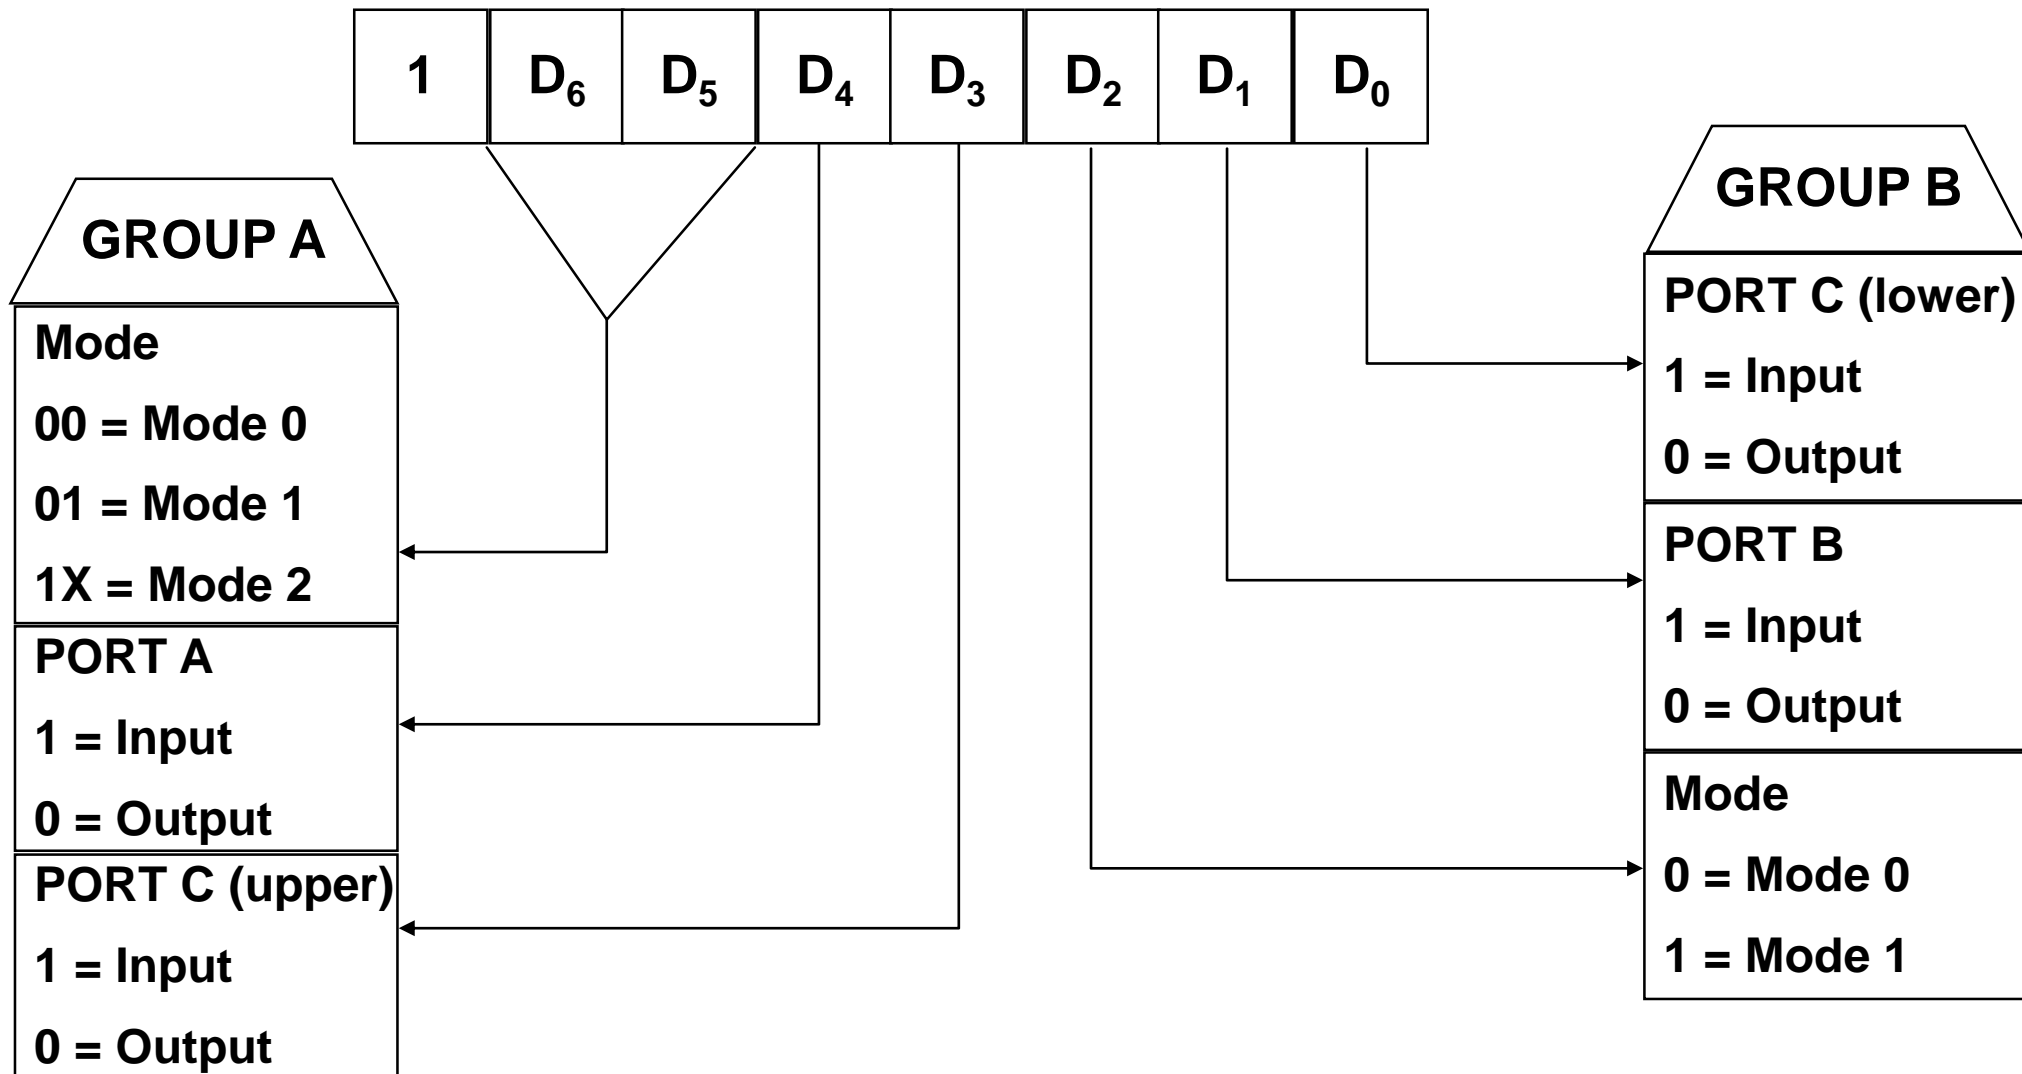 1 D₆ D₅ D₄ D₃ D₂ D₁ D₀
GROUP A
Mode
00 = Mode 0
01 = Mode 1
1X = Mode 2
PORT A
1 = Input
0 = Output
PORT C (upper)
1 = Input
0 = Output
GROUP B
PORT C (lower)
1 = Input
0 = Output
PORT B
1 = Input
0 = Output
Mode
0 = Mode 0
1 = Mode 1